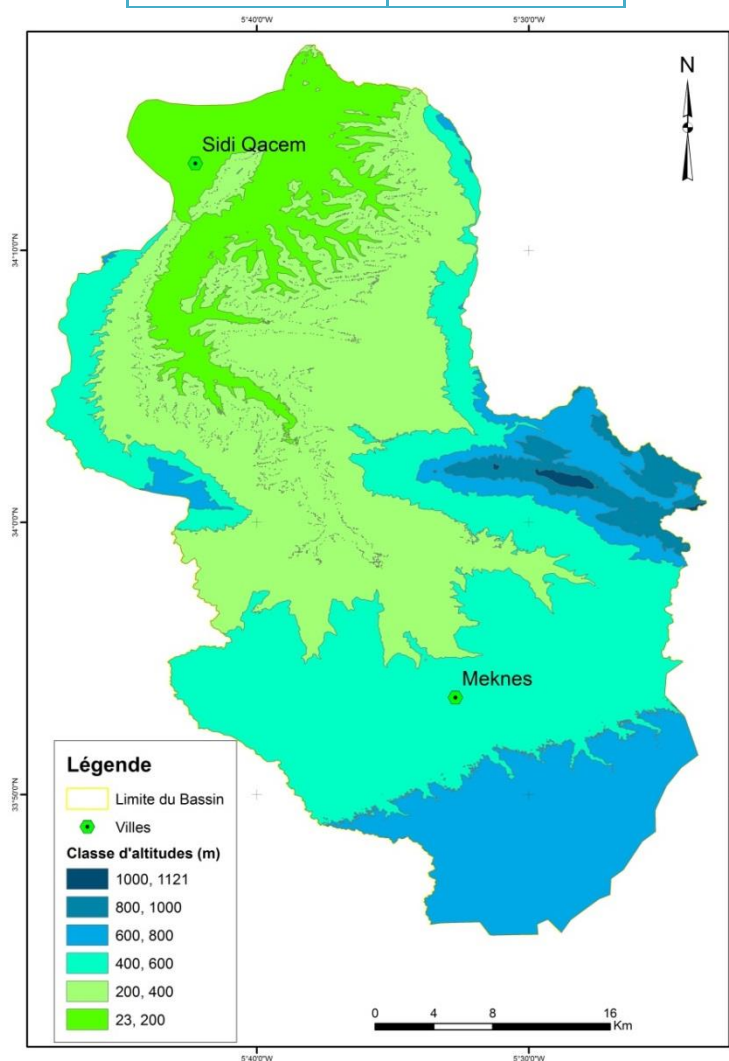 5°40'0"W 5°30'0"W
N
Sidi Qacem
34°10'0"N
34°0'0"N
Meknes
33°50'0"N
Légende
Limite du Bassin
Villes
Classe d'altitudes (m)
1000, 1121
800, 1000
600, 800
400, 600
200, 400
23, 200
0 4 8 16
Km
5°40'0"W 5°30'0"W